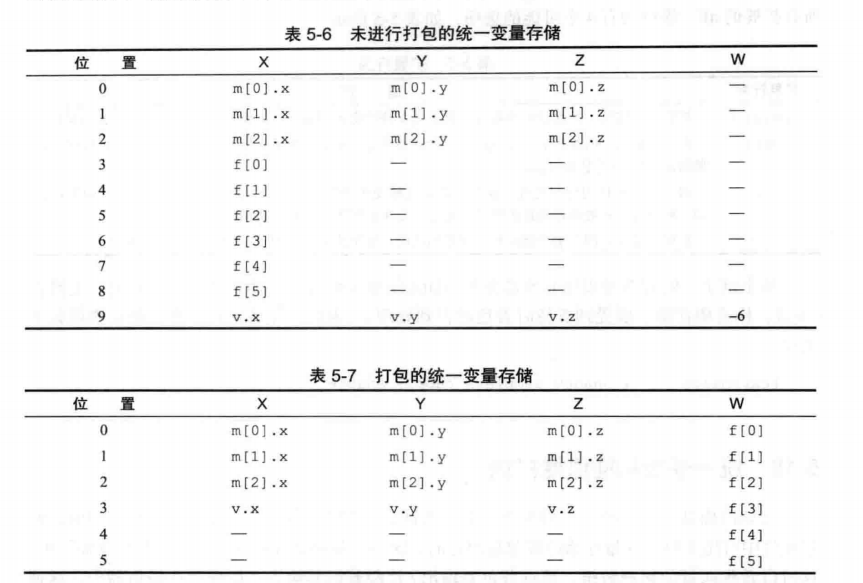 表 5-6 未进行打包的统一变量存储
位 置 X Y Z W
0 m[0].x m[0].y m[0].z —
1 m[1].x m[1].y m[1].z —
2 m[2].x m[2].y m[2].z —
3 f[0] — — —
4 f[1] — — —
5 f[2] — — —
6 f[3] — — —
7 f[4] — — —
8 f[5] — — —
9 v.x v.y v.z -6
表 5-7 打包的统一变量存储
位 置 X Y Z W
0 m[0].x m[0].y m[0].z f[0]
1 m[1].x m[1].y m[1].z f[1]
2 m[2].x m[2].y m[2].z f[2]
3 v.x v.y v.z f[3]
4 — — — f[4]
5 — — — f[5]